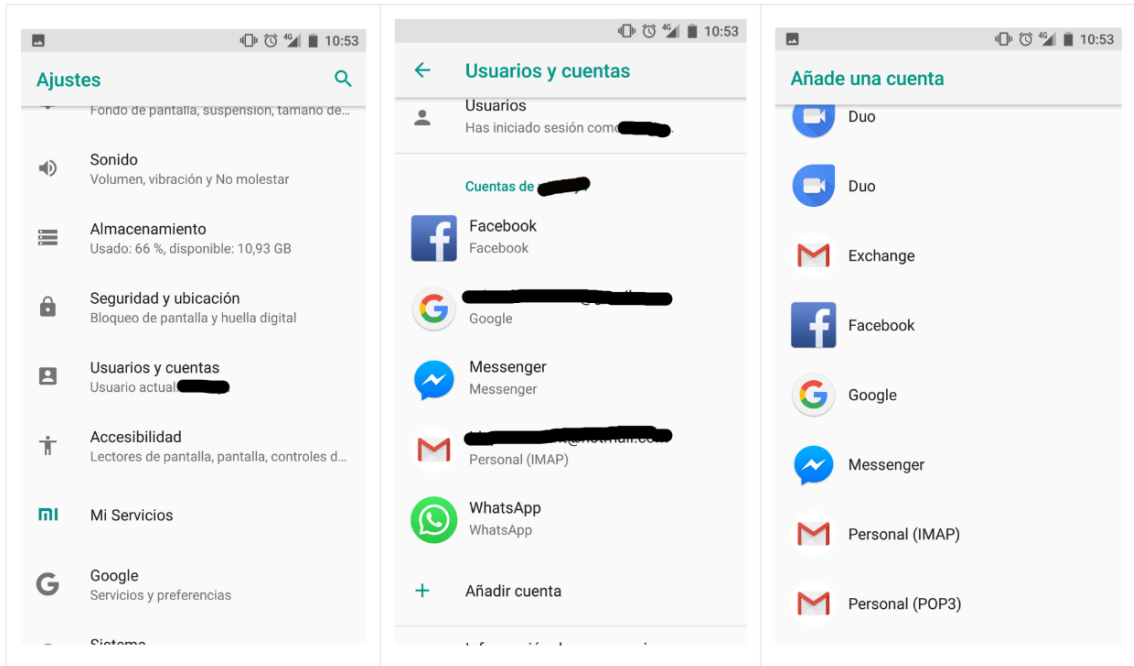 10:53
Ajustes
Fondo de pantalla, suspensión, tamaño de...
Sonido
Volumen, vibración y No molestar
Almacenamiento
Usado: 66 %, disponible: 10,93 GB
Seguridad y ubicación
Bloqueo de pantalla y huella digital
Usuarios y cuentas
Usuario actual
Accesibilidad
Lectores de pantalla, pantalla, controles d...
Mi Servicios
Google
Servicios y preferencias
Sistema
4G 10:53
Usuarios y cuentas
Usuarios
Has iniciado sesión como
Cuentas de
Facebook
Facebook
Google
Messenger
Messenger
Personal (IMAP)
WhatsApp
WhatsApp
Añadir cuenta
4G 10:53
Añade una cuenta
Duo
Duo
Exchange
Facebook
Google
Messenger
Personal (IMAP)
Personal (POP3)